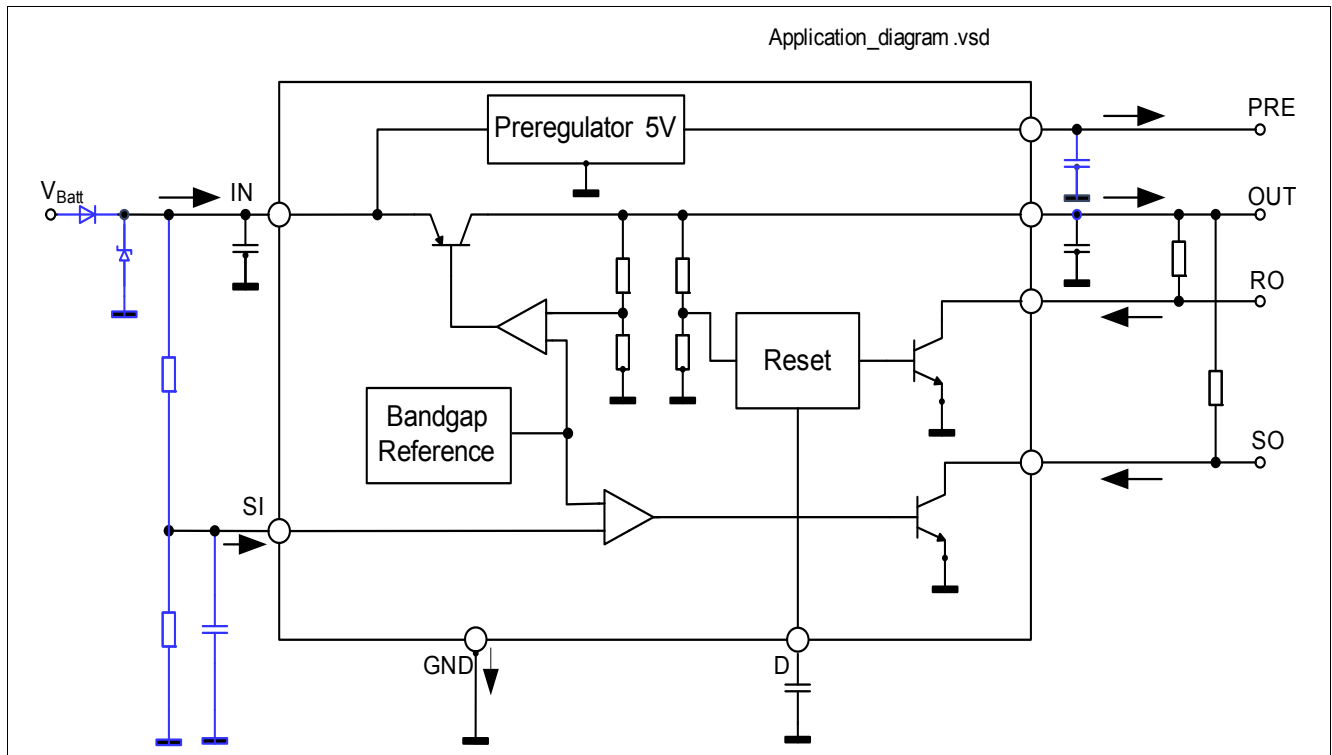 Application_diagram.vsd
PRE
Preregulator 5V
VBatt
IN
OUT
RO
Reset
Bandgap
Reference
SO
SI
GND
D